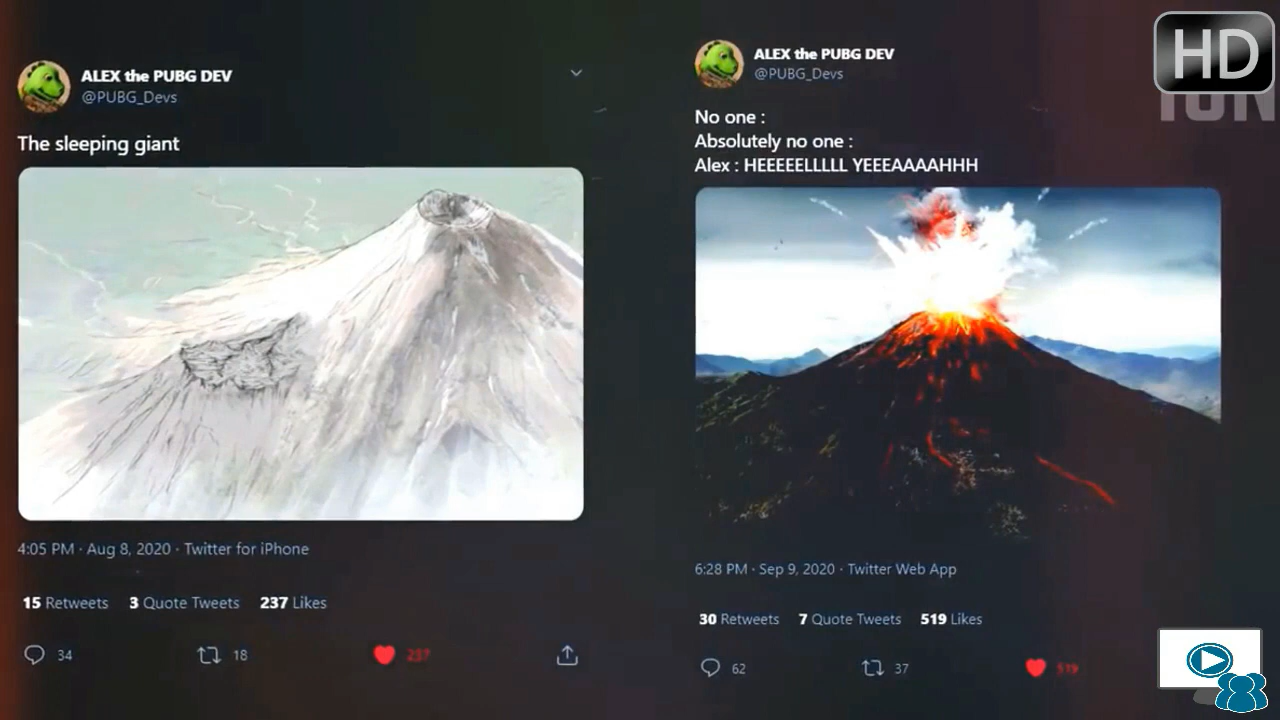 ALEX the PUBG DEV
@PUBG_Devs
The sleeping giant
4:05 PM · Aug 8, 2020 · Twitter for iPhone
15 Retweets 3 Quote Tweets 237 Likes
34 18 237
ALEX the PUBG DEV
@PUBG_Devs
No one :
Absolutely no one :
Alex : HEEEEELLLLL YEEEAAAAHHH
6:28 PM · Sep 9, 2020 · Twitter Web App
30 Retweets 7 Quote Tweets 519 Likes
62 37 519
HD